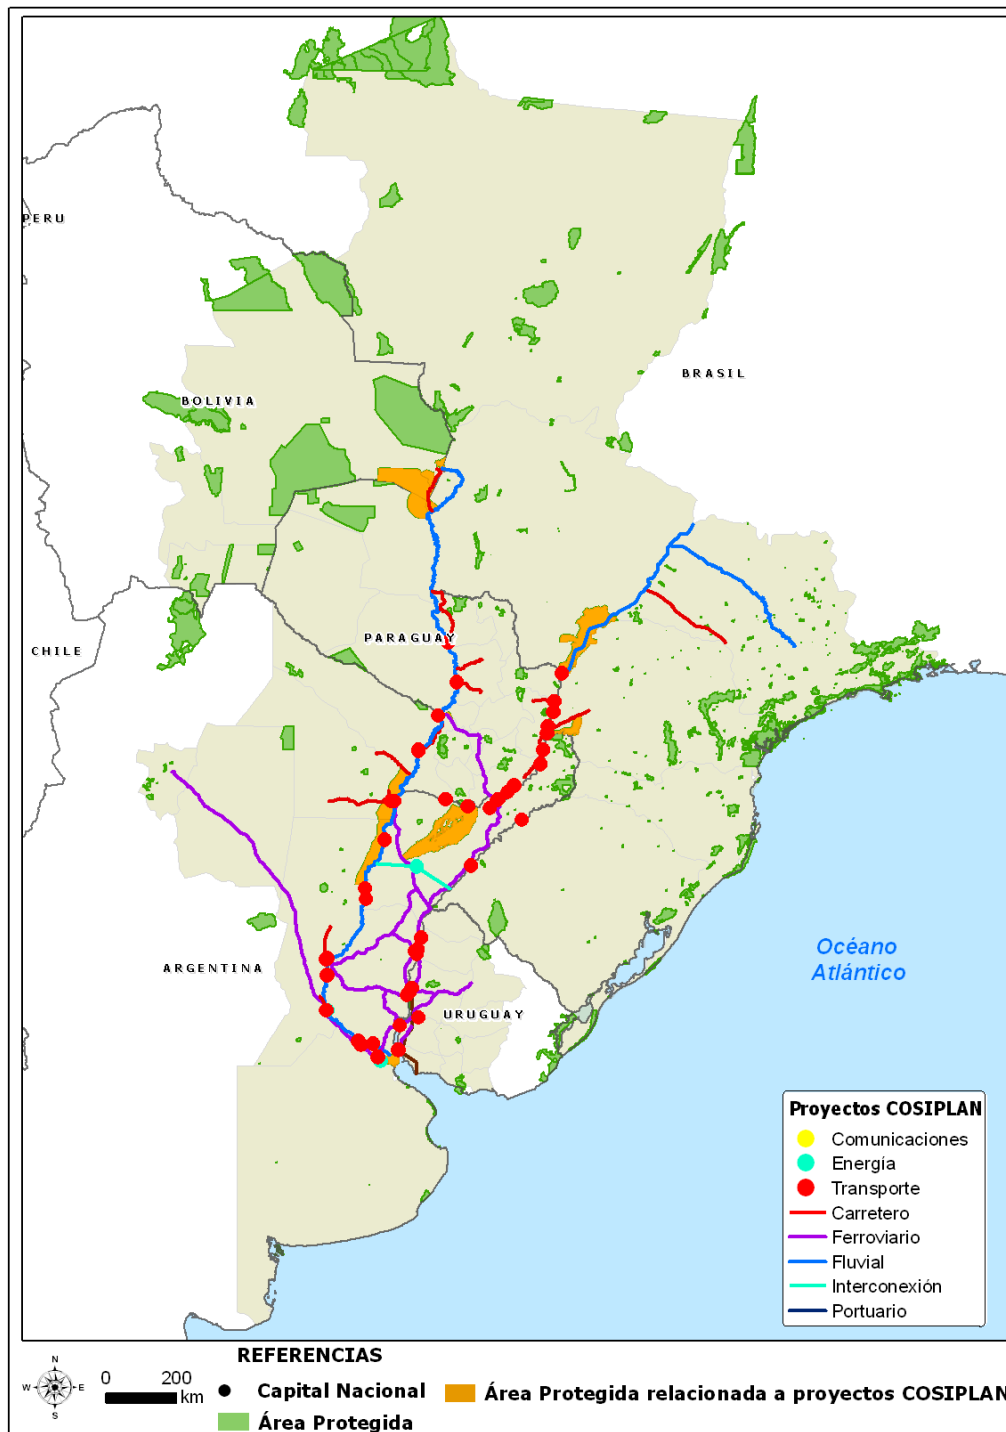 PERU
BRASIL
BOLIVIA
PARAGUAY
CHILE
Océano
Atlántico
ARGENTINA
URUGUAY
Proyectos COSIPLAN
Comunicaciones
Energía
Transporte
Carretero
Ferroviario
Fluvial
Interconexión
Portuario
REFERENCIAS
N
W E
S
0 200
km
Capital Nacional
Área Protegida relacionada a proyectos COSIPLAN
Área Protegida